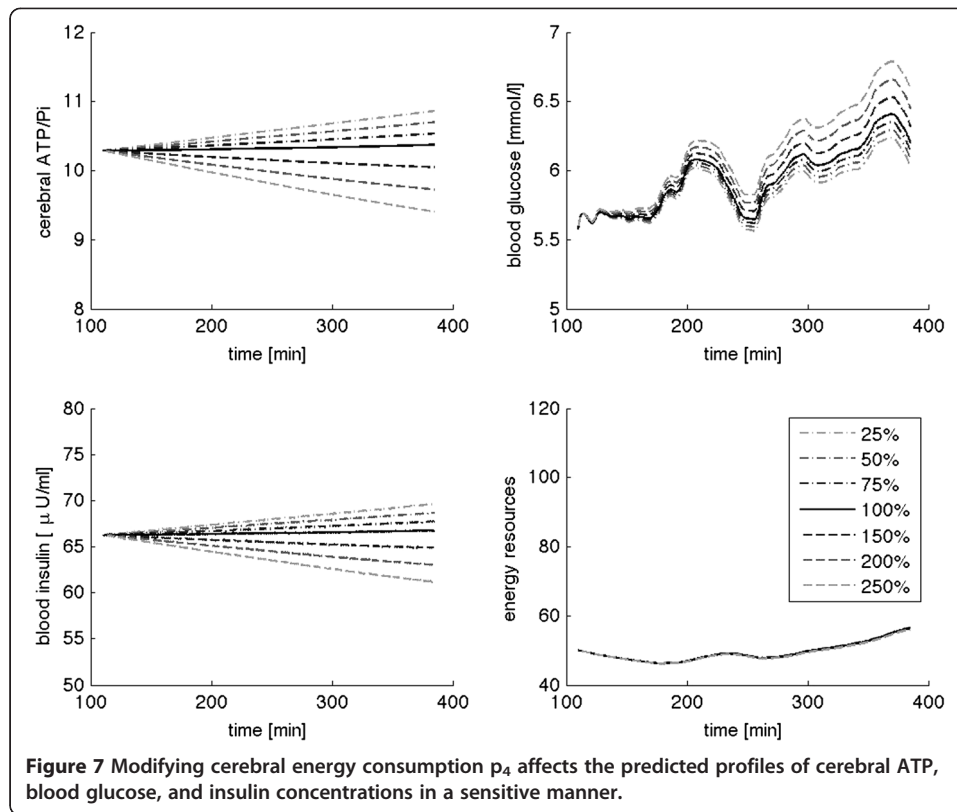 12
11
10
9
8
cerebral ATP/Pi
100 200 300 400
time [min]
7
6.5
6
5.5
5
blood glucose [mmol/l]
100 200 300 400
time [min]
80
75
70
65
60
55
50
blood insulin [ μ U/ml]
100 200 300 400
time [min]
120
100
80
60
40
energy resources
100 200 300 400
time [min]
25%
50%
75%
100%
150%
200%
250%
Figure 7 Modifying cerebral energy consumption p₄ affects the predicted profiles of cerebral ATP,
blood glucose, and insulin concentrations in a sensitive manner.